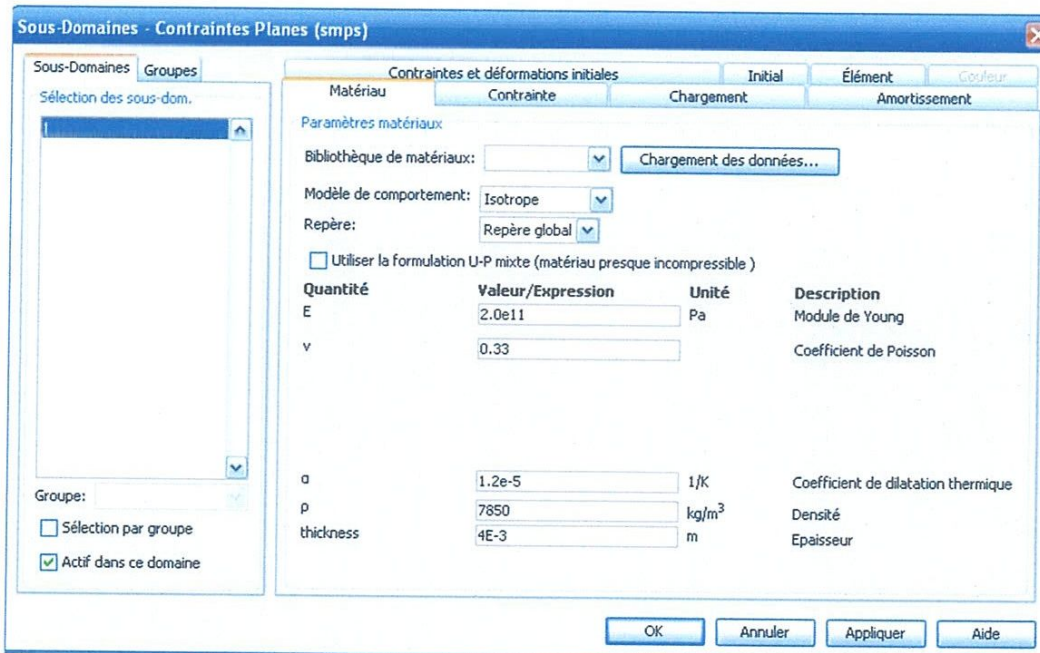 Sous-Domaines - Contraintes Planes (smps)
Sous-Domaines Groupes
Sélection des sous-dom.
1
Groupe:
Sélection par groupe
Actif dans ce domaine
Contraintes et déformations initiales Initial Élément Couleur
Matériau Contrainte Chargement Amortissement
Paramètres matériaux
Bibliothèque de matériaux: Chargement des données...
Modèle de comportement: Isotrope
Repère: Repère global
Utiliser la formulation U-P mixte (matériau presque incompressible )
Quantité Valeur/Expression Unité Description
E 2.0e11 Pa Module de Young
ν 0.33 Coefficient de Poisson
α 1.2e-5 1/K Coefficient de dilatation thermique
ρ 7850 kg/m³ Densité
thickness 4E-3 m Epaisseur
OK Annuler Appliquer Aide